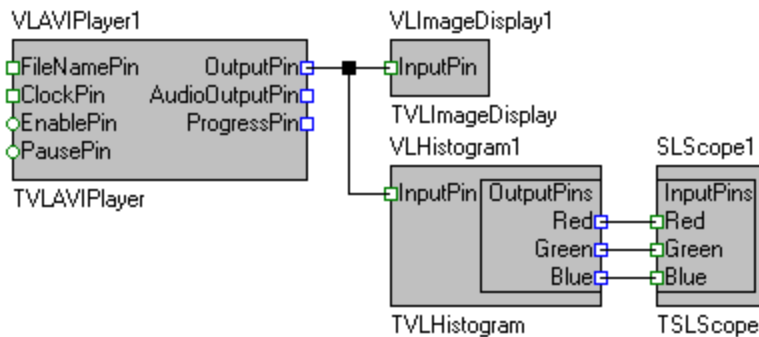 VLAVIPlayer1
FileNamePin OutputPin
ClockPin AudioOutputPin
EnablePin ProgressPin
PausePin
TVLAVIPlayer
VLImageDisplay1
InputPin
TVLImageDisplay
VLHistogram1
InputPin OutputPins
Red
Green
Blue
TVLHistogram
SLScope1
InputPins
Red
Green
Blue
TSLScope